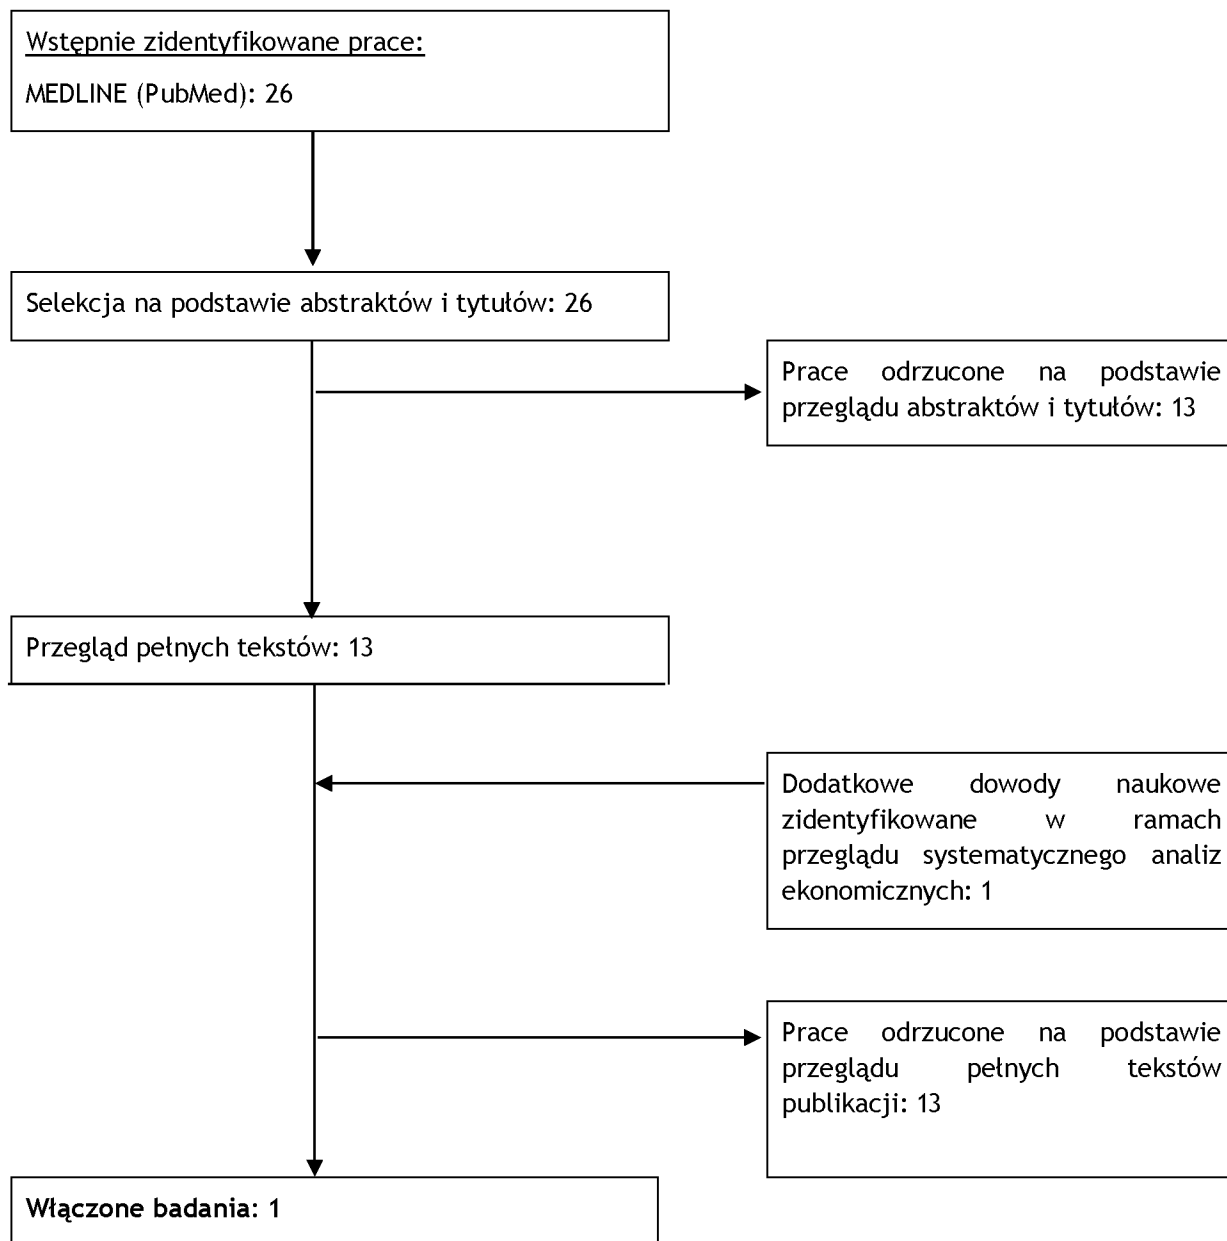 Wstępnie zidentyfikowane prace:
MEDLINE (PubMed): 26
Selekcja na podstawie abstraktów i tytułów: 26
Prace odrzucone na podstawie
przeglądu abstraktów i tytułów: 13
Przegląd pełnych tekstów: 13
Dodatkowe dowody naukowe
zidentyfikowane w ramach
przeglądu systematycznego analiz
ekonomicznych: 1
Prace odrzucone na podstawie
przeglądu pełnych tekstów
publikacji: 13
Włączone badania: 1